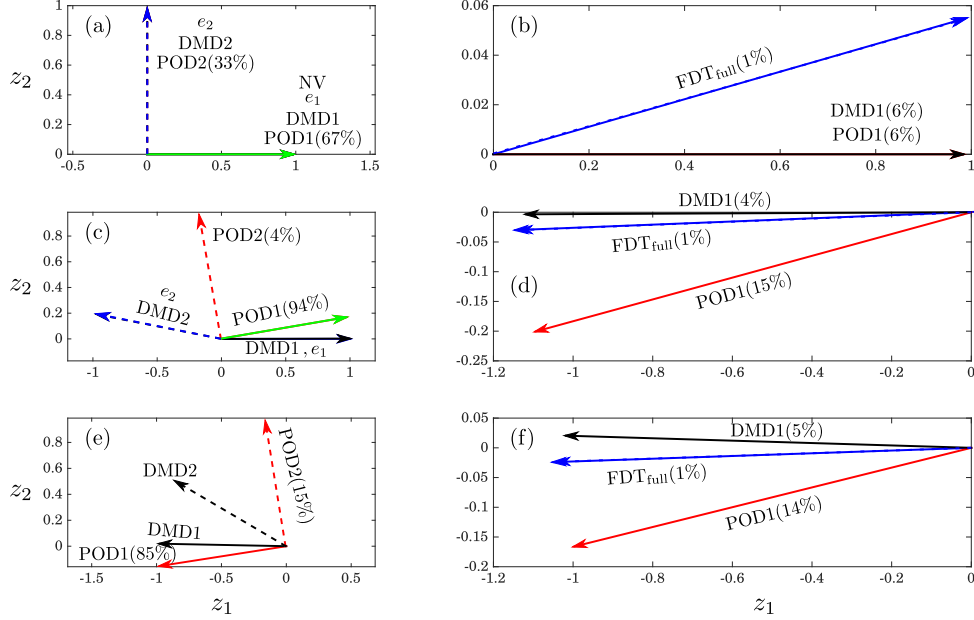 (a)
e2
DMD2
POD2(33%)
NV
e1
DMD1
POD1(67%)
z2
1
0.8
0.6
0.4
0.2
0
-0.5
0
0.5
1
1.5
(b)
FDTfull(1%)
DMD1(6%)
POD1(6%)
0.06
0.04
0.02
0
0
0.2
0.4
0.6
0.8
1
(c)
POD2(4%)
e2
DMD2
POD1(94%)
DMD1 , e1
z2
0.8
0.6
0.4
0.2
0
-1
-0.5
0
0.5
1
(d)
DMD1(4%)
FDTfull(1%)
POD1(15%)
0
-0.05
-0.1
-0.15
-0.2
-0.25
-1.2
-1
-0.8
-0.6
-0.4
-0.2
0
(e)
POD2(15%)
DMD2
DMD1
POD1(85%)
z2
0.8
0.6
0.4
0.2
0
-1.5
-1
-0.5
0
0.5
z1
(f)
DMD1(5%)
FDTfull(1%)
POD1(14%)
0.05
0
-0.05
-0.1
-0.15
-0.2
-1.2
-1
-0.8
-0.6
-0.4
-0.2
0
z1